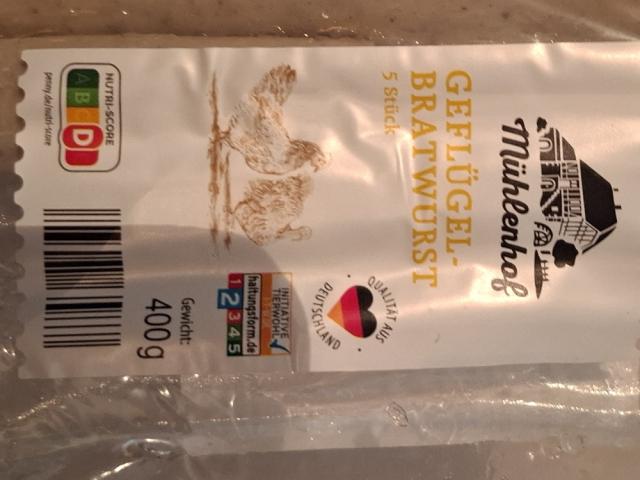 Mühlenhof
GEFLÜGEL-
BRATWURST
5 Stück
QUALITÄT AUS
DEUTSCHLAND
INITIATIVE
TIERWOHL
haltungsform.de
1 2 3 4 5
Gewicht:
400 g
NUTRI-SCORE
A B C D E
penny.de/nutri-score